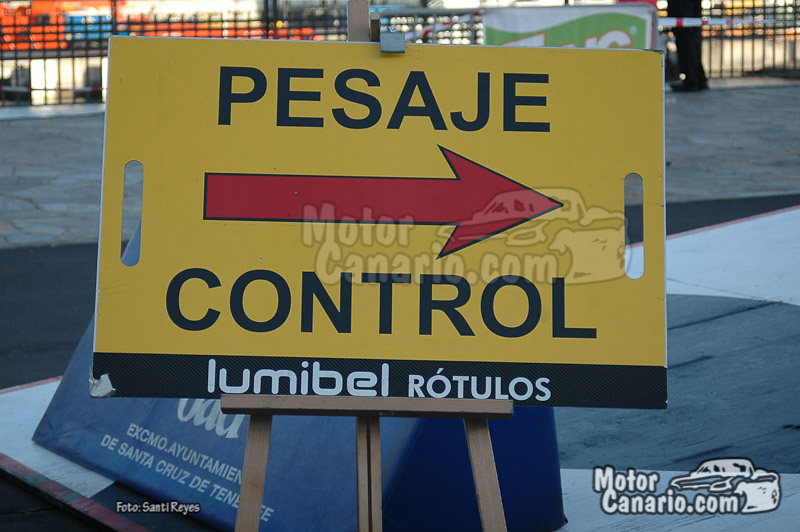 PESAJE
Motor
Canario.com
CONTROL
lumibel RÓTULOS
EXCMO.AYUNTAMIENTO
DE SANTA CRUZ DE TENE
Foto: Santi Reyes
Motor
Canario.com